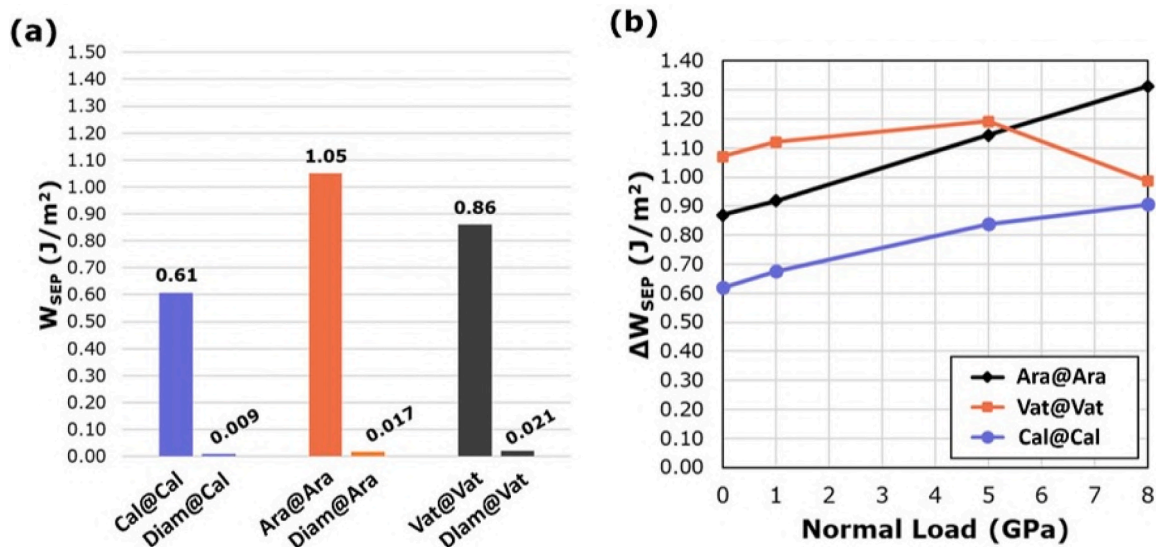 (a)
W_SEP (J/m²)
1.50
1.40
1.30
1.20
1.10
1.00
0.90
0.80
0.70
0.60
0.50
0.40
0.30
0.20
0.10
0.00
0.61
0.009
1.05
0.017
0.86
0.021
Cal@Cal
Diam@Cal
Ara@Ara
Diam@Ara
Vat@Vat
DIam@Vat
(b)
ΔW_SEP (J/m²)
1.40
1.30
1.20
1.10
1.00
0.90
0.80
0.70
0.60
0.50
0.40
0.30
0.20
0.10
0.00
Ara@Ara
Vat@Vat
Cal@Cal
0 1 2 3 4 5 6 7 8
Normal Load (GPa)